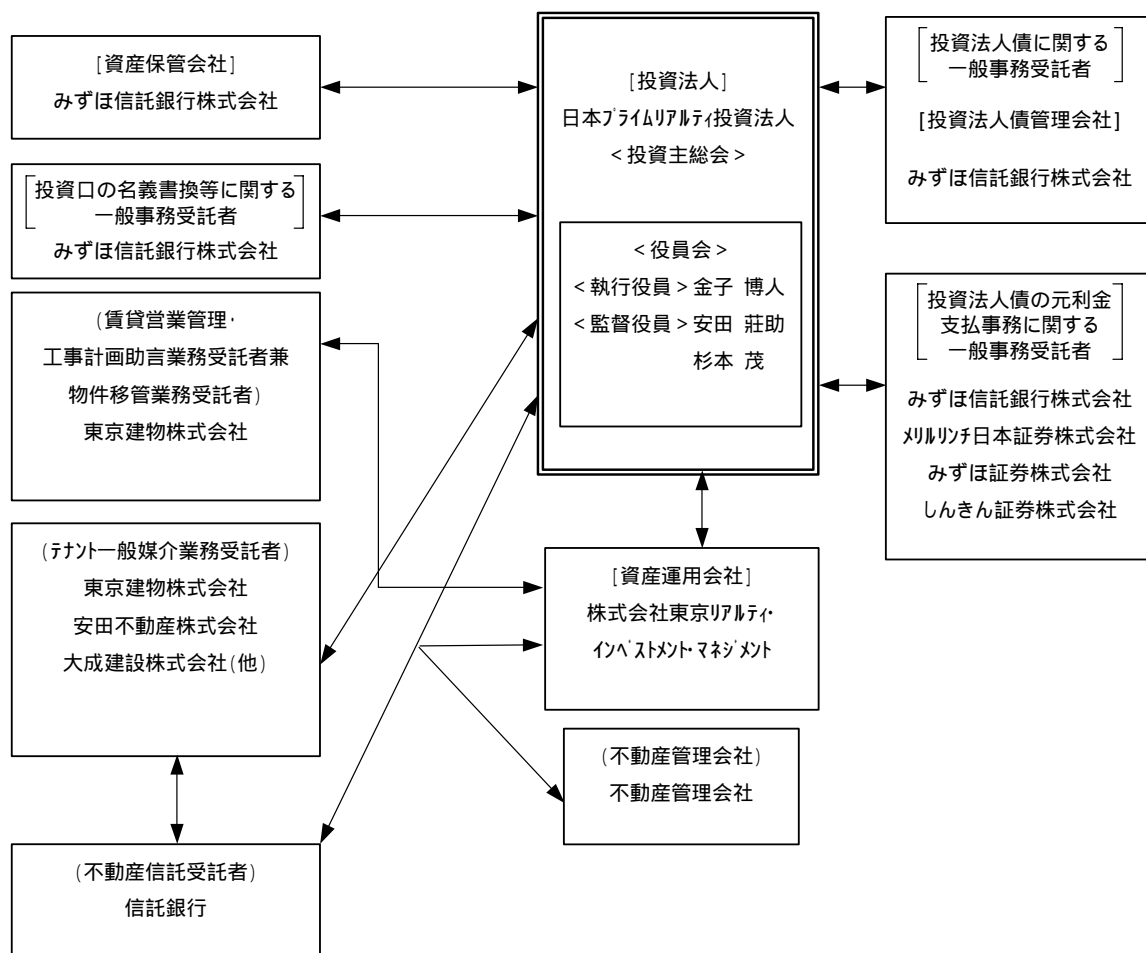 [資産保管会社]
みずほ信託銀行株式会社
投資口の名義書換等に関する
一般事務受託者
みずほ信託銀行株式会社
(賃貸営業管理・
工事計画助言業務受託者兼
物件移管業務受託者)
東京建物株式会社
(ﾃﾅﾝﾄ一般媒介業務受託者)
東京建物株式会社
安田不動産株式会社
大成建設株式会社(他)
(不動産信託受託者)
信託銀行
[投資法人]
日本ﾌﾟﾗｲﾑﾘｱﾙﾃｨ投資法人
<投資主総会>
<役員会>
<執行役員>金子 博人
<監督役員>安田 莊助
杉本 茂
[資産運用会社]
株式会社東京ﾘｱﾙﾃｨ・
ｲﾝﾍﾞｽﾄﾒﾝﾄ・ﾏﾈｼﾞﾒﾝﾄ
(不動産管理会社)
不動産管理会社
投資法人債に関する
一般事務受託者
[投資法人債管理会社]
みずほ信託銀行株式会社
投資法人債の元利金
支払事務に関する
一般事務受託者
みずほ信託銀行株式会社
ﾒﾘﾙﾘﾝﾁ日本証券株式会社
みずほ証券株式会社
しんきん証券株式会社